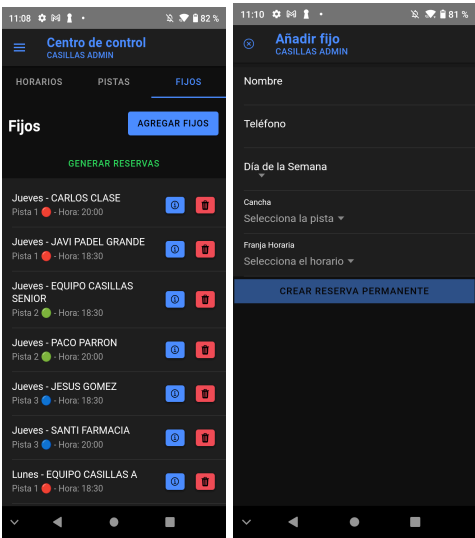 11:08
82 %
Centro de control
CASILLAS ADMIN
HORARIOS PISTAS FIJOS
Fijos
AGREGAR FIJOS
GENERAR RESERVAS
Jueves - CARLOS CLASE
Pista 1 🔴 - Hora: 20:00
Jueves - JAVI PADEL GRANDE
Pista 1 🔴 - Hora: 18:30
Jueves - EQUIPO CASILLAS
SENIOR
Pista 2 🟢 - Hora: 18:30
Jueves - PACO PARRON
Pista 2 🟢 - Hora: 20:00
Jueves - JESUS GOMEZ
Pista 3 🔵 - Hora: 18:30
Jueves - SANTI FARMACIA
Pista 3 🔵 - Hora: 20:00
Lunes - EQUIPO CASILLAS A
Pista 1 🔴 - Hora: 18:30
11:10
81 %
Añadir fijo
CASILLAS ADMIN
Nombre
Teléfono
Día de la Semana
Cancha
Selecciona la pista
Franja Horaria
Selecciona el horario
CREAR RESERVA PERMANENTE